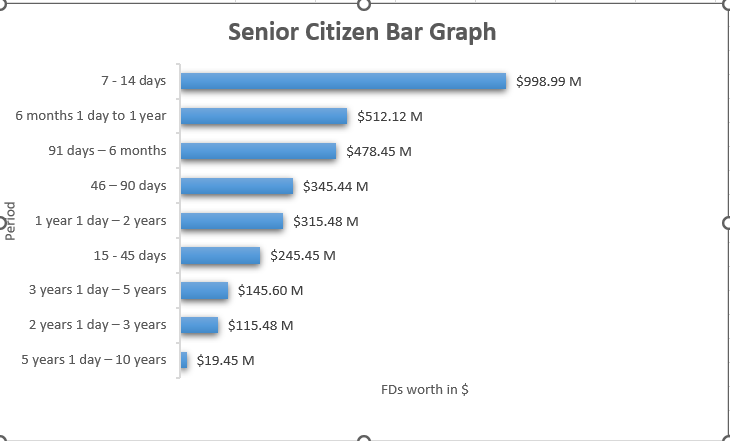 Senior Citizen Bar Graph
7 - 14 days
$998.99 M
6 months 1 day to 1 year
$512.12 M
91 days – 6 months
$478.45 M
46 – 90 days
$345.44 M
1 year 1 day – 2 years
$315.48 M
Period
15 - 45 days
$245.45 M
3 years 1 day – 5 years
$145.60 M
2 years 1 day – 3 years
$115.48 M
5 years 1 day – 10 years
$19.45 M
FDs worth in $